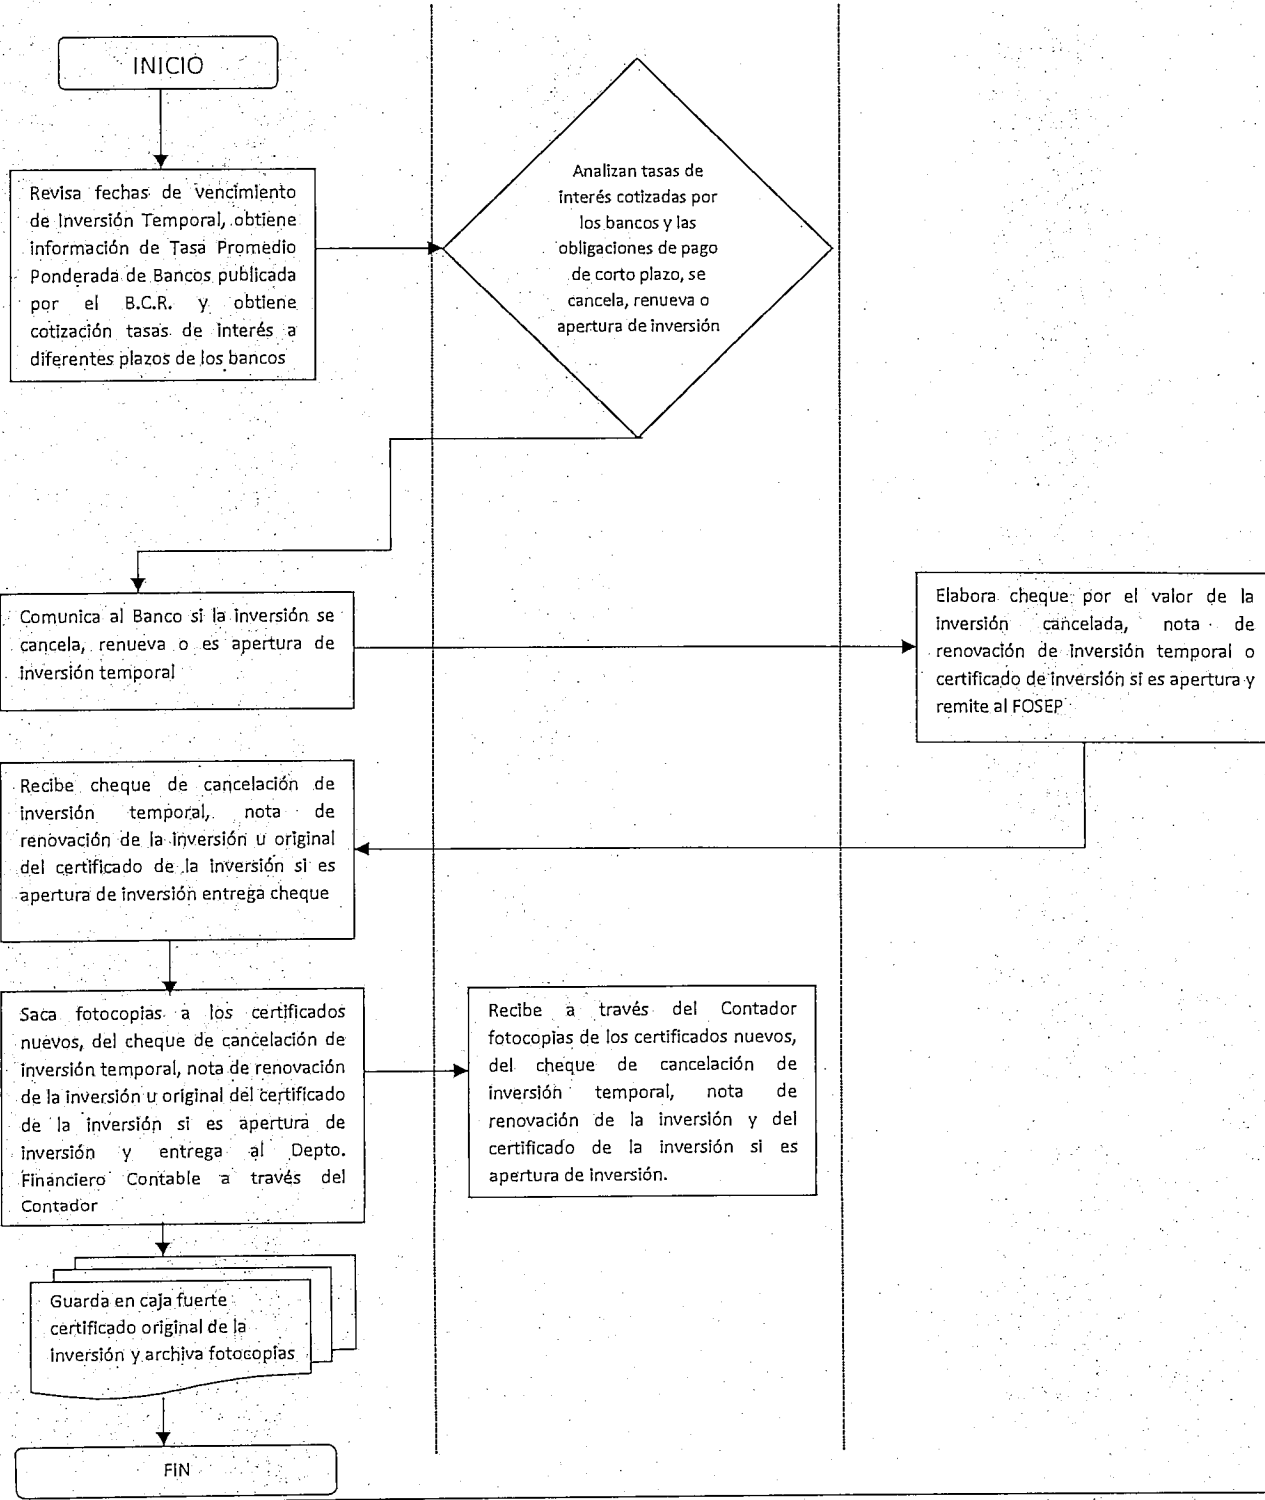 INICIO
Revisa fechas de vencimiento
de Inversión Temporal, obtiene
información de Tasa Promedio
Ponderada de Bancos publicada
por el B.C.R. y obtiene
cotización tasas de interés a
diferentes plazos de los bancos
Analizan tasas de
interés cotizadas por
los bancos y las
obligaciones de pago
de corto plazo, se
cancela, renueva o
apertura de inversión
Comunica al Banco si la inversión se
cancela, renueva o es apertura de
inversión temporal
Elabora cheque por el valor de la
inversión cancelada, nota de
renovación de inversión temporal o
certificado de inversión si es apertura y
remite al FOSEP
Recibe cheque de cancelación de
inversión temporal, nota de
renovación de la inversión u original
del certificado de la inversión si es
apertura de inversión entrega cheque
Saca fotocopias a los certificados
nuevos, del cheque de cancelación de
inversión temporal, nota de renovación
de la inversión u original del certificado
de la inversión si es apertura de
inversión y entrega al Depto.
Financiero Contable a través del
Contador
Recibe a través del Contador
fotocopias de los certificados nuevos,
del cheque de cancelación de
inversión temporal, nota de
renovación de la inversión y del
certificado de la inversión si es
apertura de inversión.
Guarda en caja fuerte
certificado original de la
inversión y archiva fotocopias
FIN